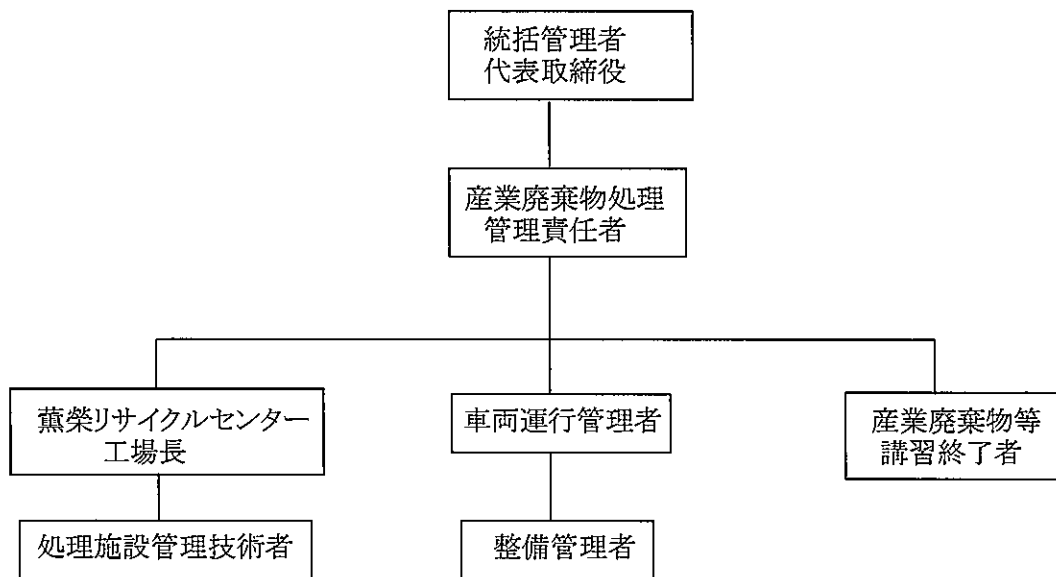 統括管理者
代表取締役
産業廃棄物処理
管理責任者
薫榮リサイクルセンター
工場長
車両運行管理者
産業廃棄物等
講習終了者
処理施設管理技術者
整備管理者